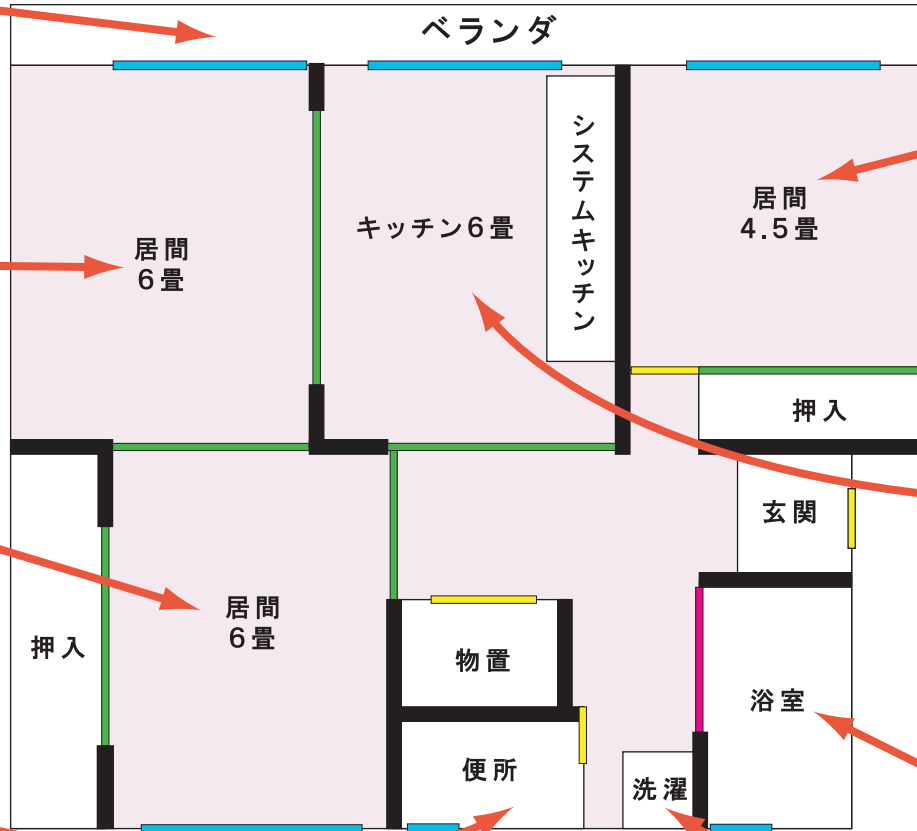 ベランダ
居間
6畳
キッチン6畳
システムキッチン
居間
4.5畳
押入
玄関
押入
居間
6畳
物置
浴室
便所
洗濯